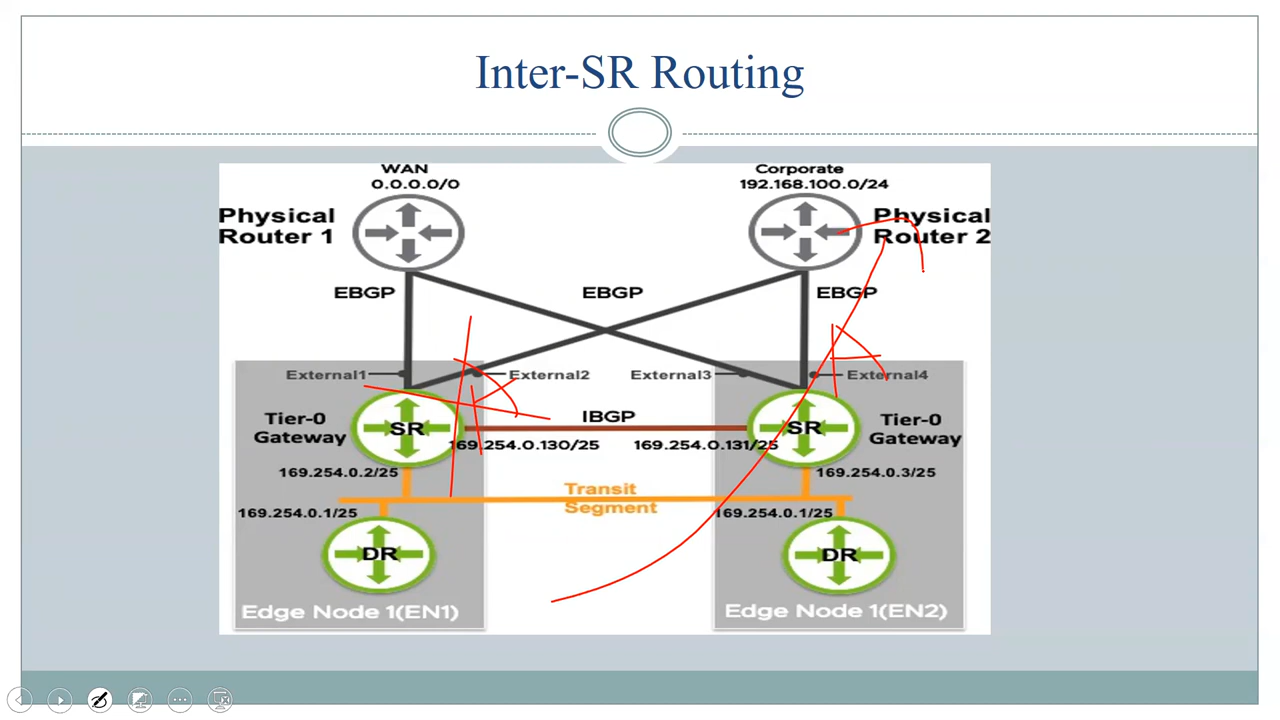 Inter-SR Routing
WAN
0.0.0.0/0
Corporate
192.168.100.0/24
Physical
Router 1
Physical
Router 2
EBGP
EBGP
EBGP
External1
External2
External3
External4
Tier-0
Gateway
SR
IBGP
SR
Tier-0
Gateway
169.254.0.130/25
169.254.0.131/25
169.254.0.2/25
169.254.0.3/25
Transit
Segment
169.254.0.1/25
169.254.0.1/25
DR
DR
Edge Node 1(EN1)
Edge Node 1(EN2)